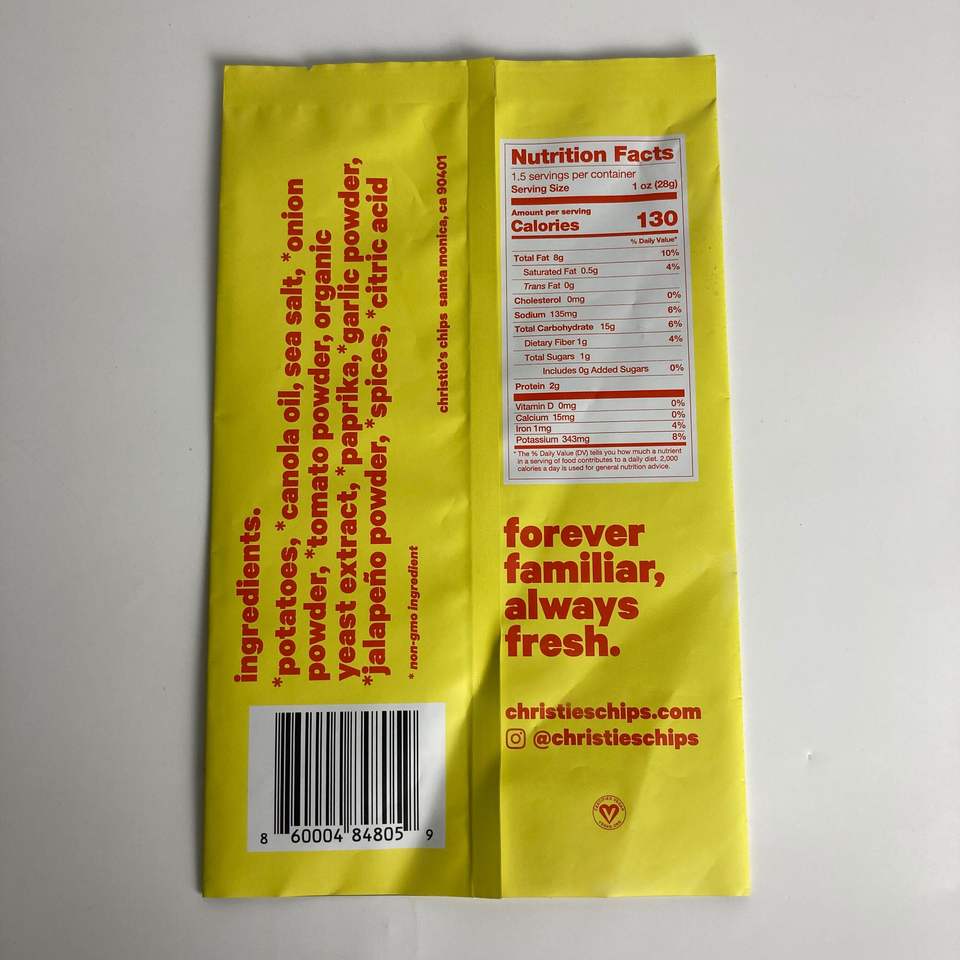 ingredients.
*potatoes, *canola oil, sea salt, *onion
powder, *tomato powder, organic
yeast extract, *paprika, *garlic powder,
*jalapeño powder, *spices, *citric acid
* non-gmo ingredient
christie's chips santa monica, ca 90401
8 60004 84805 9
Nutrition Facts
1.5 servings per container
Serving Size 1 oz (28g)
Amount per serving
Calories 130
% Daily Value*
Total Fat 8g 10%
Saturated Fat 0.5g 4%
Trans Fat 0g
Cholesterol 0mg 0%
Sodium 135mg 6%
Total Carbohydrate 15g 6%
Dietary Fiber 1g 4%
Total Sugars 1g
Includes 0g Added Sugars 0%
Protein 2g
Vitamin D 0mg 0%
Calcium 15mg 0%
Iron 1mg 4%
Potassium 343mg 8%
* The % Daily Value (DV) tells you how much a nutrient
in a serving of food contributes to a daily diet. 2,000
calories a day is used for general nutrition advice.
forever
familiar,
always
fresh.
christieschips.com
@christieschips
CERTIFIED VEGAN
VEGAN.ORG